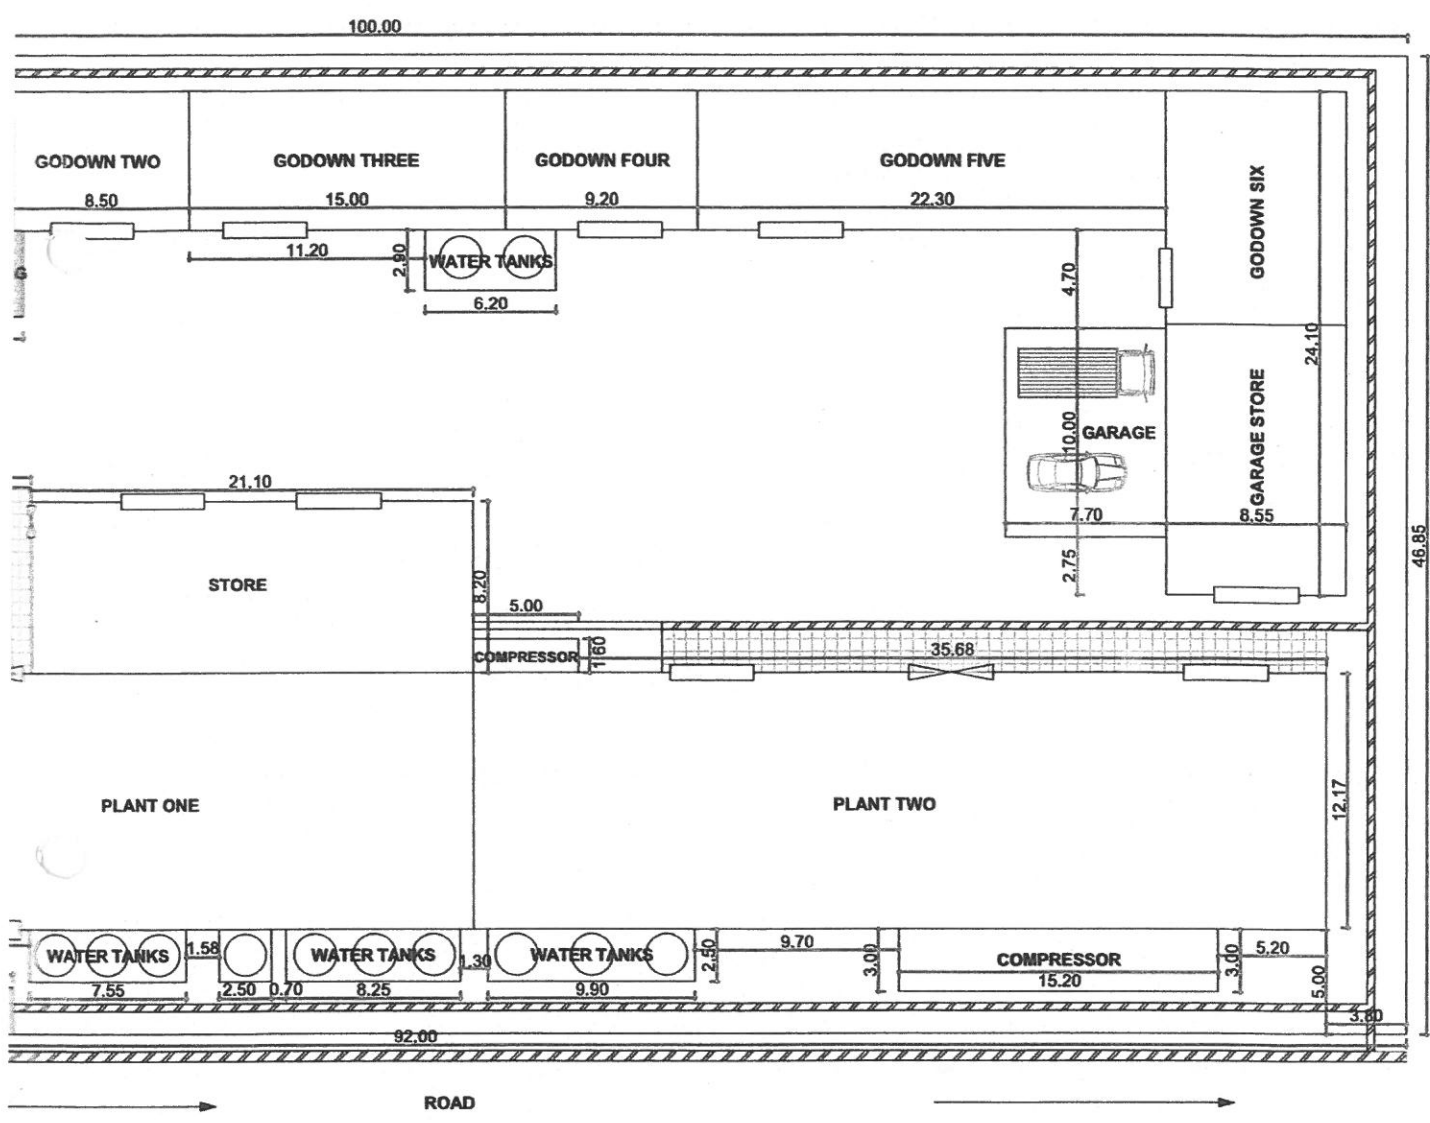 100.00
GODOWN TWO
GODOWN THREE
GODOWN FOUR
GODOWN FIVE
GODOWN SIX
8.50
15.00
9.20
22.30
11.20
2.90
WATER TANKS
6.20
4.70
24.10
GARAGE STORE
10.00
GARAGE
7.70
8.55
2.75
46.85
21.10
STORE
8.20
5.00
COMPRESSOR
1.60
35.68
PLANT ONE
PLANT TWO
12.17
WATER TANKS
1.58
WATER TANKS
1.30
WATER TANKS
2.50
9.70
3.00
COMPRESSOR
15.20
3.00
5.20
5.00
7.55
2.50
0.70
8.25
9.90
3.80
92.00
ROAD